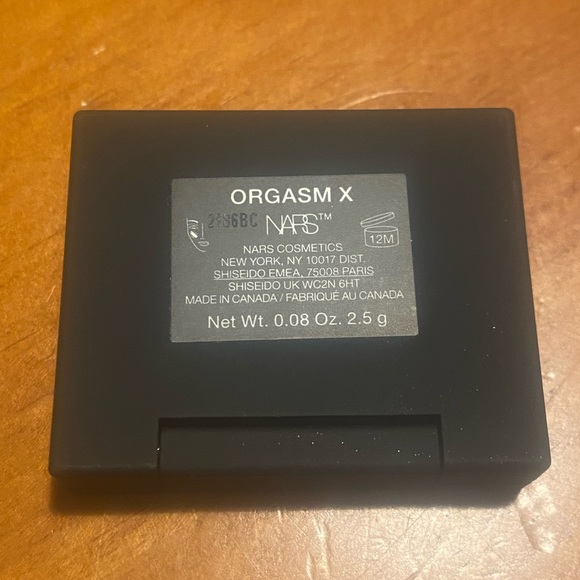 ORGASM X
NARS™
12M
NARS COSMETICS
NEW YORK, NY 10017 DIST.
SHISEIDO EMEA, 75008 PARIS
SHISEIDO UK WC2N 6HT
MADE IN CANADA / FABRIQUÉ AU CANADA
Net Wt. 0.08 Oz. 2.5 g